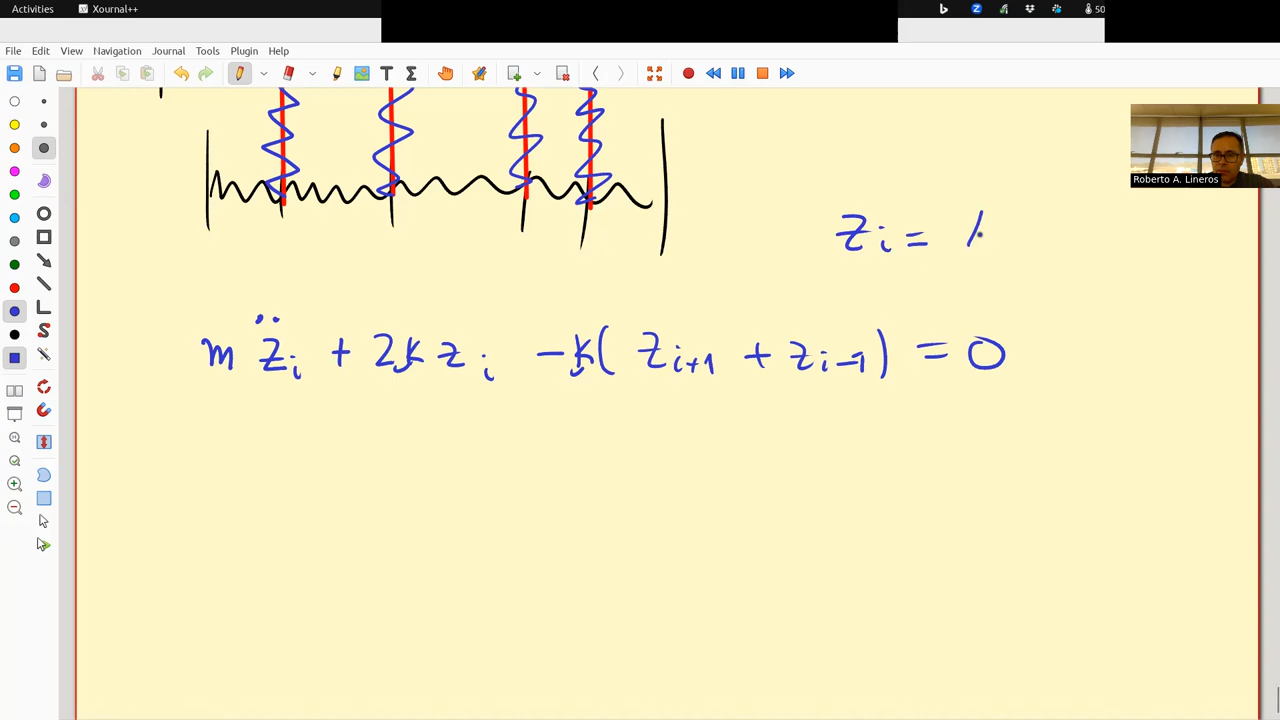 Activities Xournal++ 50
File Edit View Navigation Journal Tools Plugin Help
Roberto A. Lineros
z_i =
m z̈_i + 2k z_i - k( z_{i+1} + z_{i-1} ) = 0